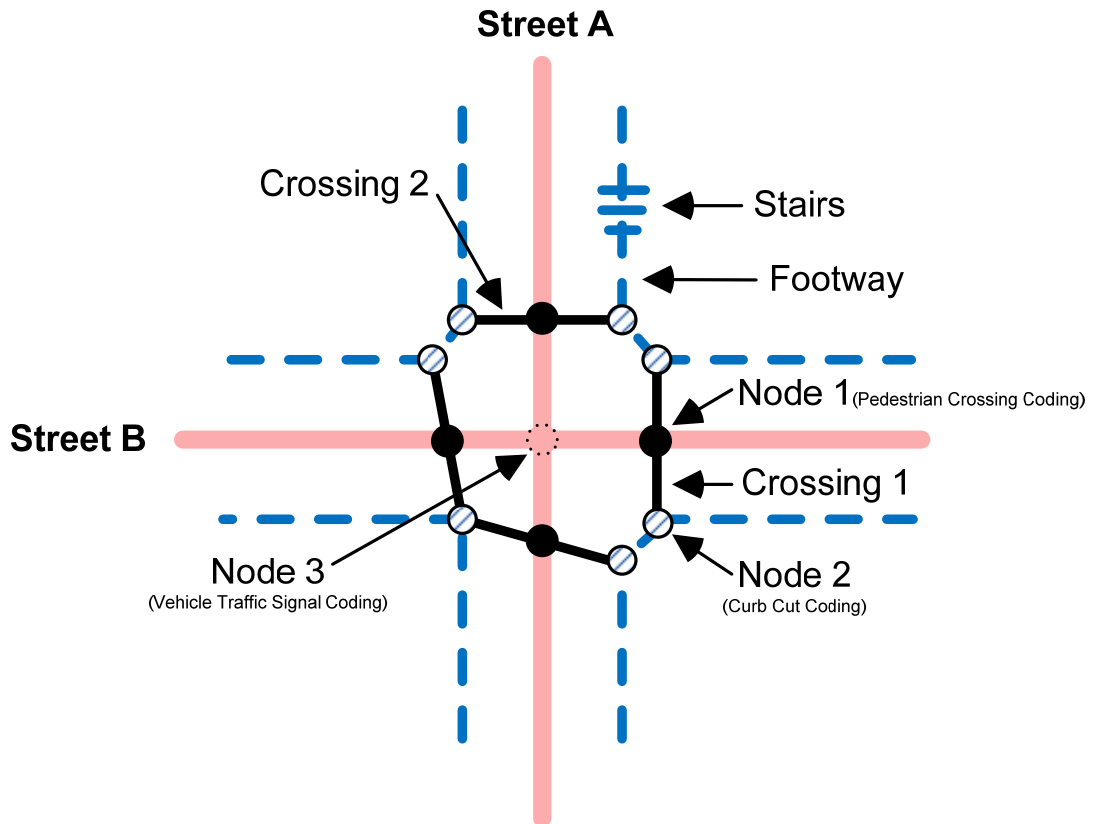 Street A
Crossing 2
Stairs
Footway
Node 1(Pedestrian Crossing Coding)
Street B
Crossing 1
Node 3
(Vehicle Traffic Signal Coding)
Node 2
(Curb Cut Coding)